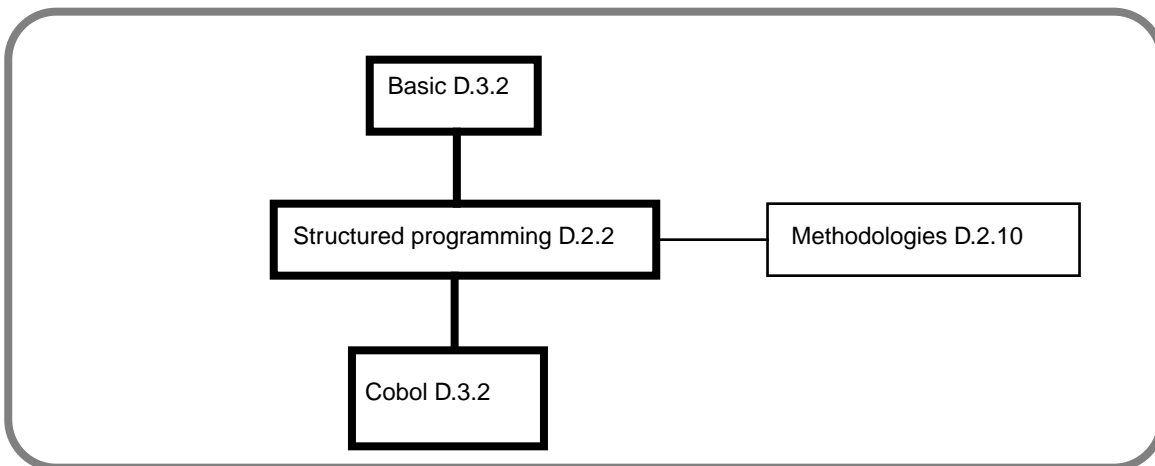 Basic D.3.2
Structured programming D.2.2
Methodologies D.2.10
Cobol D.3.2